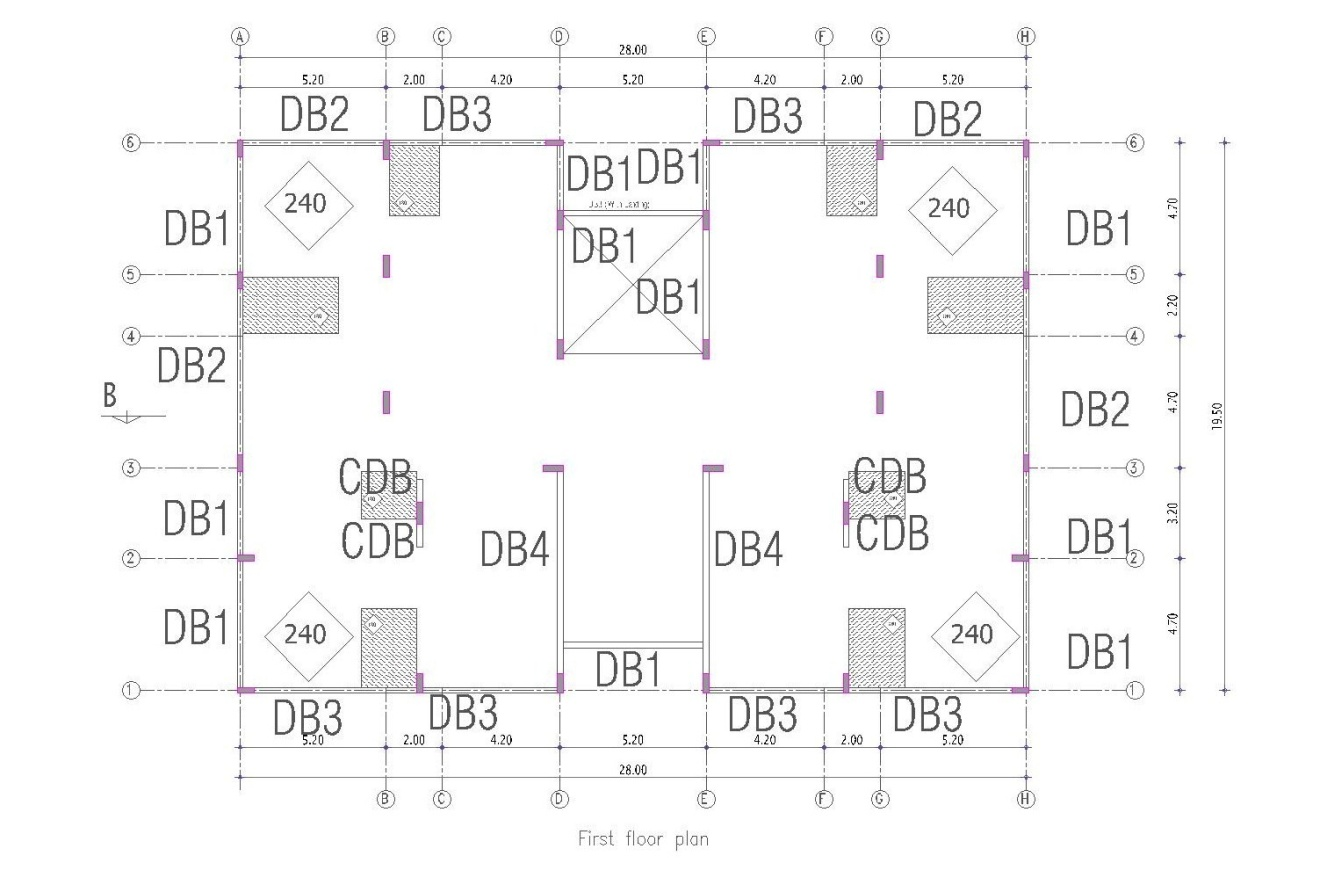 A B C D E F G H
28.00
5.20 2.00 4.20 5.20 4.20 2.00 5.20
DB2 DB3 DB3 DB2
6 6
DB1 DB1
240 240
4.70
DB1 DB1
DB1
5 5
DB1
2.20
4 4
DB2
B
DB2
4.70
19.50
3 3
CDB CDB
DB1
3.20
CDB CDB
DB4 DB4
DB1
2 2
DB1
240 240
4.70
DB1
DB1
1 1
DB3 DB3 DB3 DB3
5.20 2.00 4.20 5.20 4.20 2.00 5.20
28.00
B C D E F G H
First floor plan